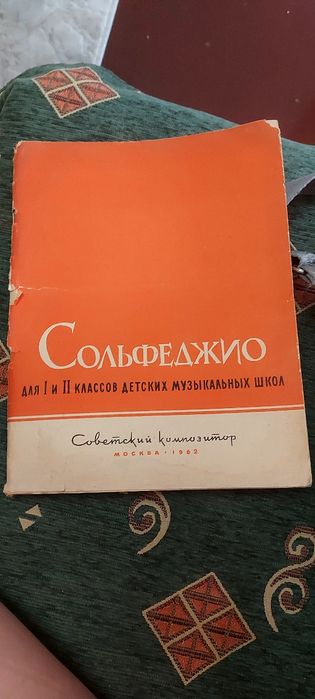 Сольфеджио
для I и II классов детских музыкальных школ
Советский композитор
Москва · 1962